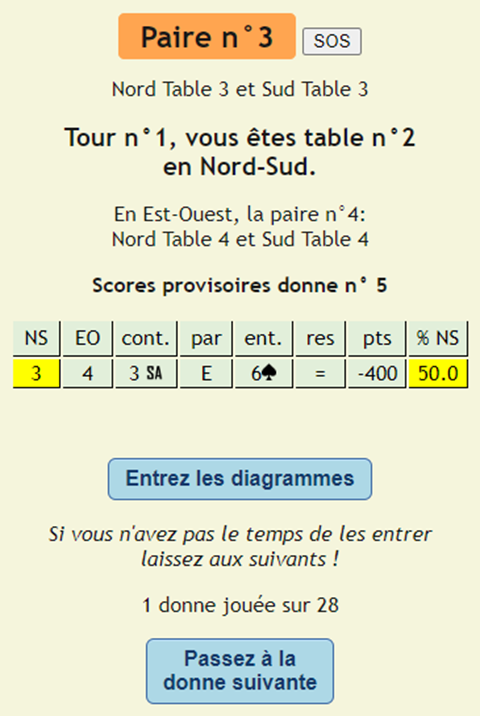 Paire n°3 SOS
Nord Table 3 et Sud Table 3
Tour n°1, vous êtes table n°2
en Nord-Sud.
En Est-Ouest, la paire n°4:
Nord Table 4 et Sud Table 4
Scores provisoires donne n° 5
NS EO cont. par ent. res pts % NS
3 4 3 SA E 6♠ = -400 50.0
Entrez les diagrammes
Si vous n'avez pas le temps de les entrer
laissez aux suivants !
1 donne jouée sur 28
Passez à la
donne suivante